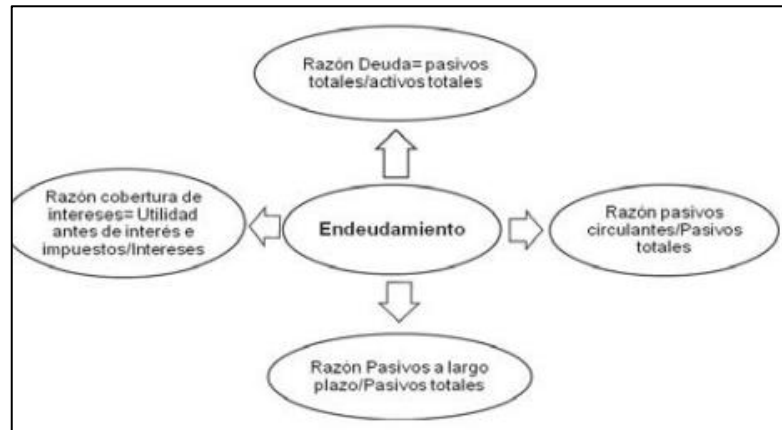 Razón Deuda= pasivos
totales/activos totales
Razón cobertura de
intereses= Utilidad
antes de interés e
impuestos/Intereses
Endeudamiento
Razón pasivos
circulantes/Pasivos
totales
Razón Pasivos a largo
plazo/Pasivos totales